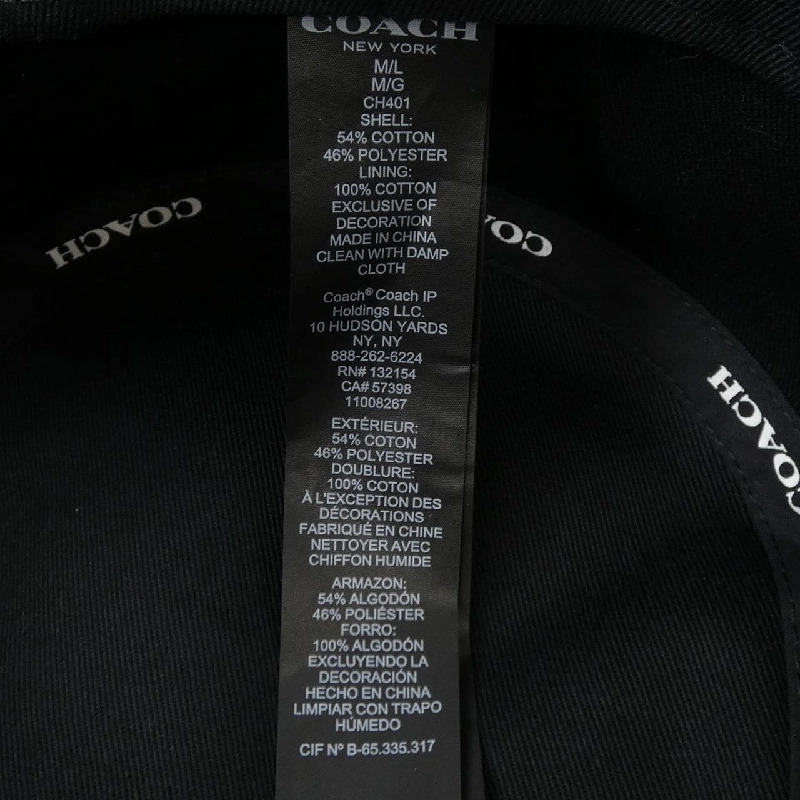 COACH
NEW YORK
M/L
M/G
CH401
SHELL:
54% COTTON
46% POLYESTER
LINING:
100% COTTON
EXCLUSIVE OF
DECORATION
MADE IN CHINA
CLEAN WITH DAMP
CLOTH
Coach® Coach IP
Holdings LLC.
10 HUDSON YARDS
NY, NY
888-262-6224
RN# 132154
CA# 57398
11008267
EXTÉRIEUR:
54% COTON
46% POLYESTER
DOUBLURE:
100% COTON
À L'EXCEPTION DES
DÉCORATIONS
FABRIQUÉ EN CHINE
NETTOYER AVEC
CHIFFON HUMIDE
ARMAZON:
54% ALGODÓN
46% POLIÉSTER
FORRO:
100% ALGODÓN
EXCLUYENDO LA
DECORACIÓN
HECHO EN CHINA
LIMPIAR CON TRAPO
HÚMEDO
CIF Nº B-65.335.317
COACH
CO
COACH